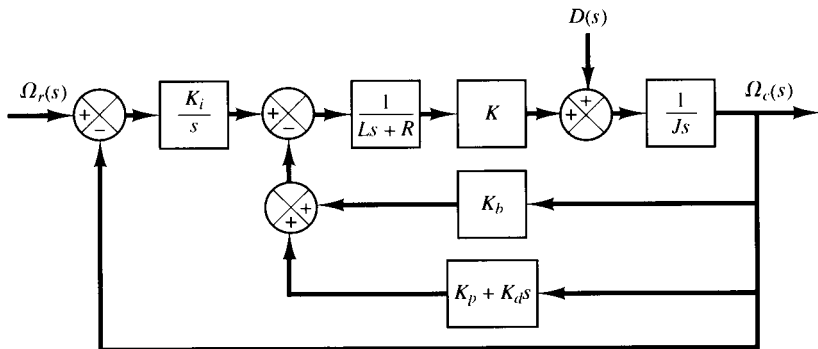 D(s)
Ω_r(s)
+
−
K_i
s
+
−
1
Ls + R
K
+
+
1
Js
Ω_c(s)
+
+
K_b
K_p + K_d s